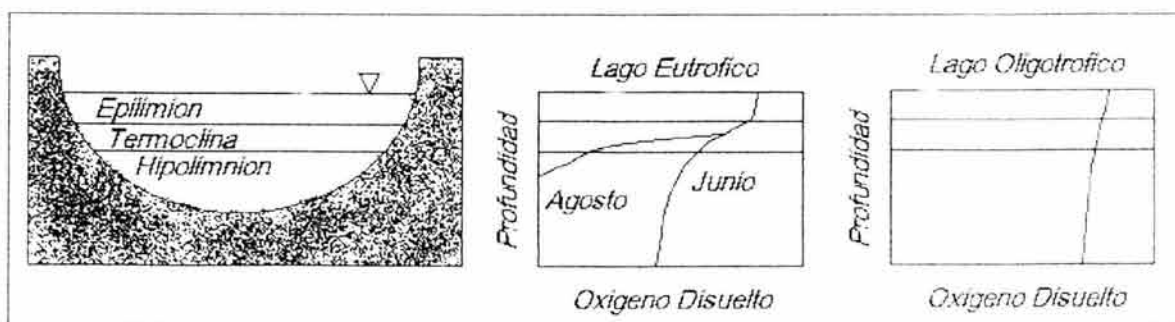 Epilimion
Termoclina
Hipolimnion
Lago Eutrofico
Profundidad
Agosto
Junio
Oxigeno Disuelto
Lago Oligotrofico
Profundidad
Oxigeno Disuelto